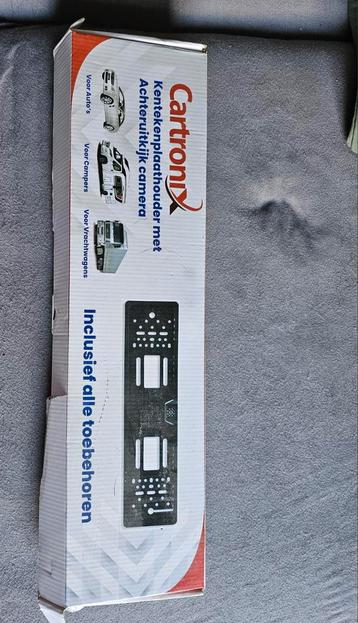 Cartronix
Kentekenplaathouder met
Achteruitkijk camera
Voor Auto's
Voor Campers
Voor Vrachtwagens
Inclusief alle toebehoren